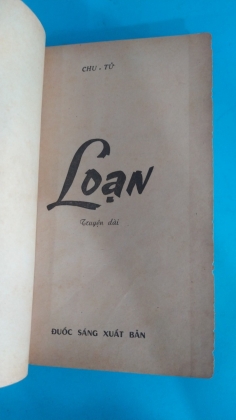 CHU - TỬ
LOẠN
Truyện dài
ĐUỐC SÁNG XUẤT BẢN